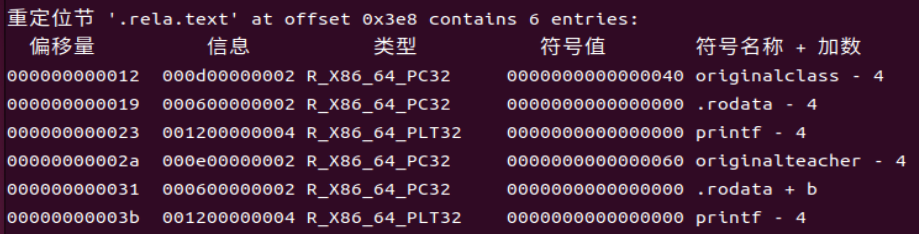 重定位节 '.rela.text' at offset 0x3e8 contains 6 entries:
偏移量 信息 类型 符号值 符号名称 + 加数
000000000012 000d00000002 R_X86_64_PC32 0000000000000040 originalclass - 4
000000000019 000600000002 R_X86_64_PC32 0000000000000000 .rodata - 4
000000000023 001200000004 R_X86_64_PLT32 0000000000000000 printf - 4
00000000002a 000e00000002 R_X86_64_PC32 0000000000000060 originalteacher - 4
000000000031 000600000002 R_X86_64_PC32 0000000000000000 .rodata + b
00000000003b 001200000004 R_X86_64_PLT32 0000000000000000 printf - 4